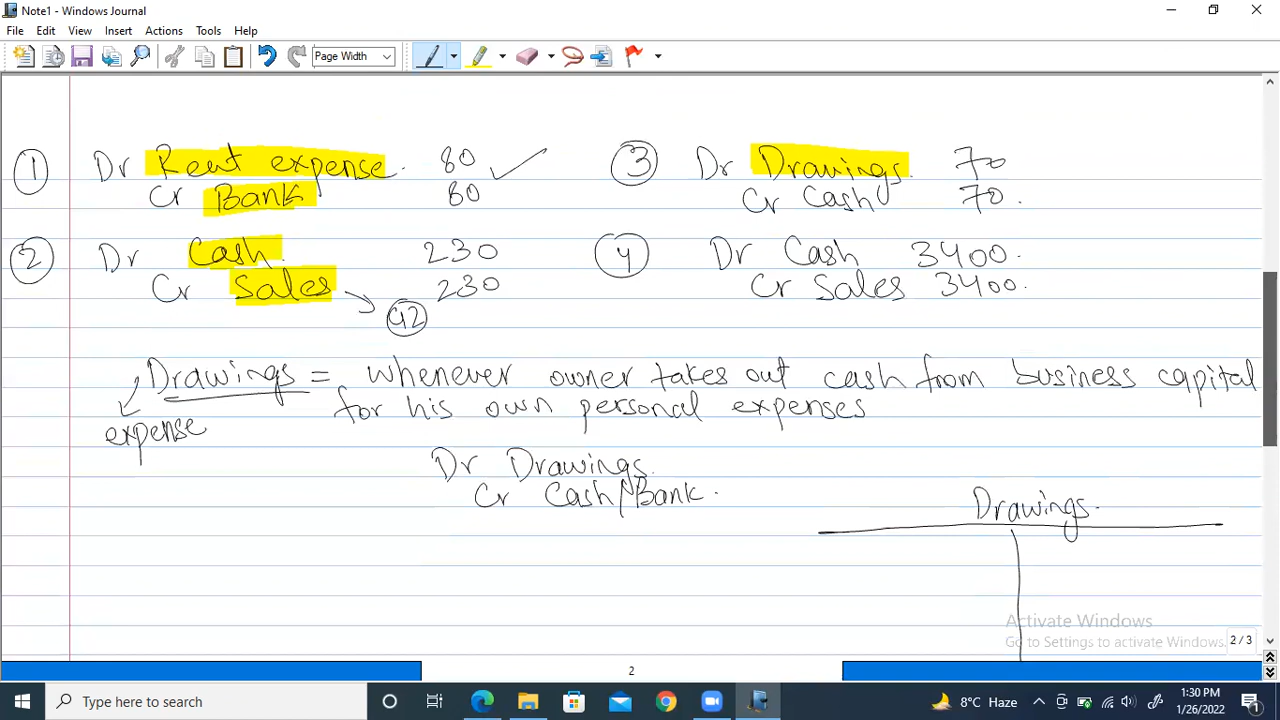 Note1 - Windows Journal
File Edit View Insert Actions Tools Help
Page Width
① Dr Rent expense. 80
Cr Bank 80
③ Dr Drawings. 70
Cr Cash 70.
② Dr Cash. 230
Cr Sales 230
42
④ Dr Cash 3400.
Cr Sales 3400.
Drawings = whenever owner takes out cash from business capital
for his own personal expenses
expense
Dr Drawings.
Cr Cash/Bank.
Drawings.
Activate Windows
Go to Settings to activate Windows.
2 / 3
2
Type here to search
8°C Haze
1:30 PM
1/26/2022
1